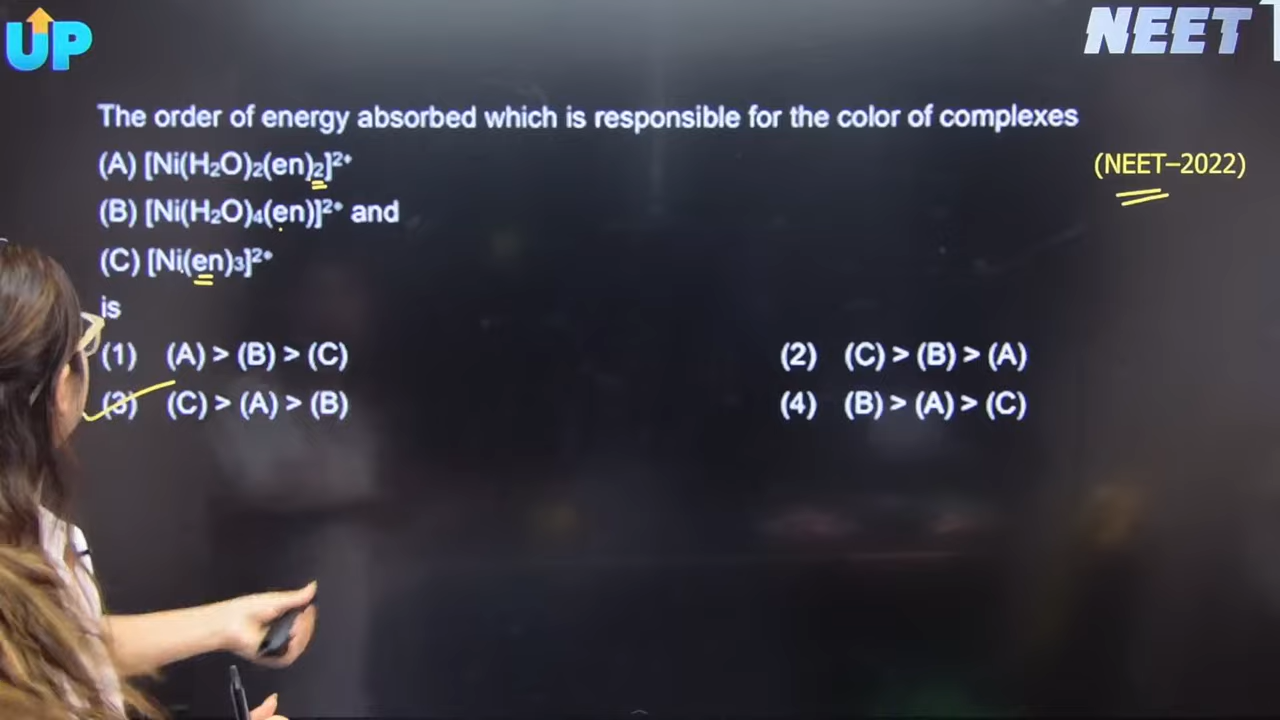 UP
NEET
The order of energy absorbed which is responsible for the color of complexes
(A) [Ni(H₂O)₂(en)₂]²⁺
(NEET–2022)
(B) [Ni(H₂O)₄(en)]²⁺ and
(C) [Ni(en)₃]²⁺
is
(1) (A) > (B) > (C)
(2) (C) > (B) > (A)
(3) (C) > (A) > (B)
(4) (B) > (A) > (C)